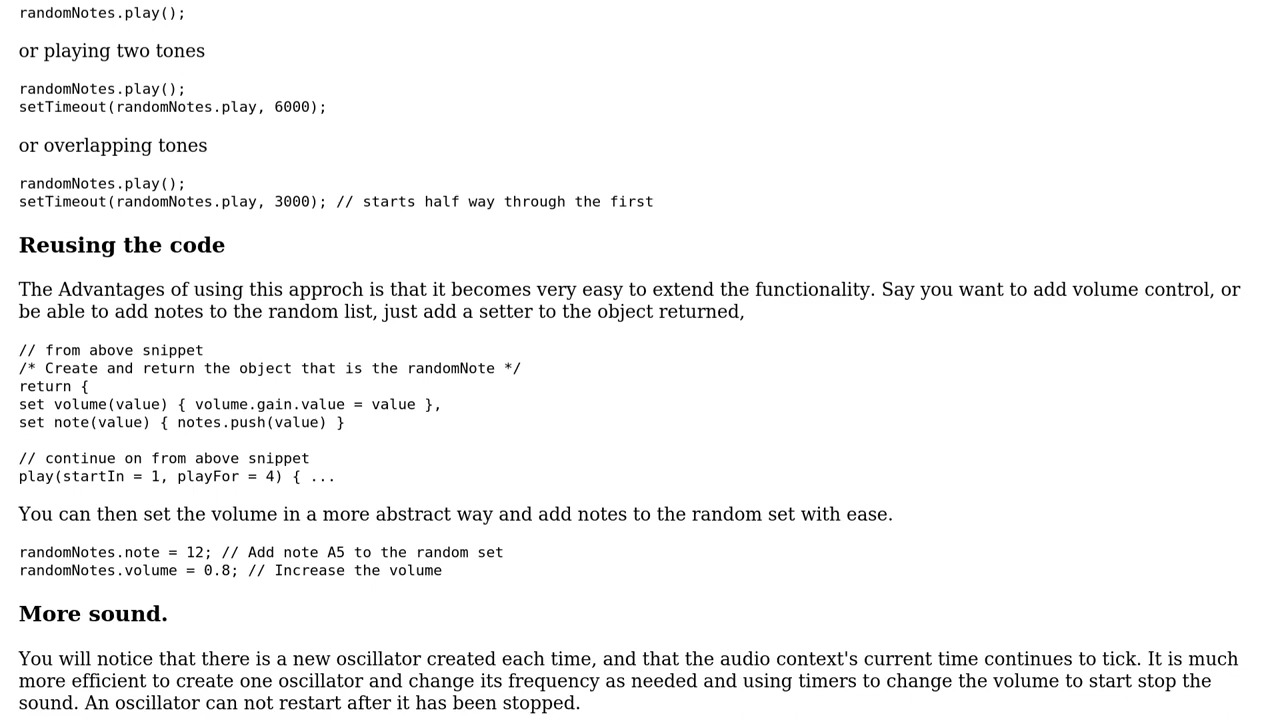 randomNotes.play();
or playing two tones
randomNotes.play();
setTimeout(randomNotes.play, 6000);
or overlapping tones
randomNotes.play();
setTimeout(randomNotes.play, 3000); // starts half way through the first
Reusing the code
The Advantages of using this approch is that it becomes very easy to extend the functionality. Say you want to add volume control, or
be able to add notes to the random list, just add a setter to the object returned,
// from above snippet
/* Create and return the object that is the randomNote */
return {
set volume(value) { volume.gain.value = value },
set note(value) { notes.push(value) }
// continue on from above snippet
play(startIn = 1, playFor = 4) { ...
You can then set the volume in a more abstract way and add notes to the random set with ease.
randomNotes.note = 12; // Add note A5 to the random set
randomNotes.volume = 0.8; // Increase the volume
More sound.
You will notice that there is a new oscillator created each time, and that the audio context's current time continues to tick. It is much
more efficient to create one oscillator and change its frequency as needed and using timers to change the volume to start stop the
sound. An oscillator can not restart after it has been stopped.